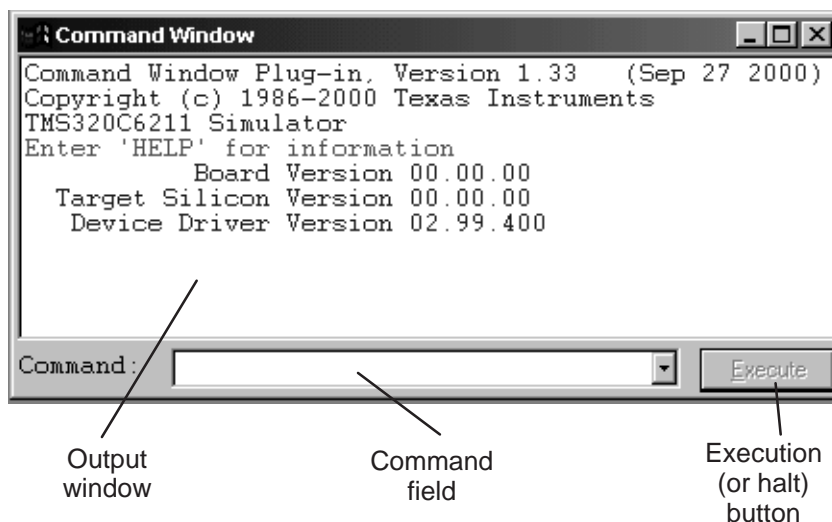 Command Window
Command Window Plug-in, Version 1.33 (Sep 27 2000)
Copyright (c) 1986-2000 Texas Instruments
TMS320C6211 Simulator
Enter 'HELP' for information
Board Version 00.00.00
Target Silicon Version 00.00.00
Device Driver Version 02.99.400
Command:
Execute
Output
window
Command
field
Execution
(or halt)
button